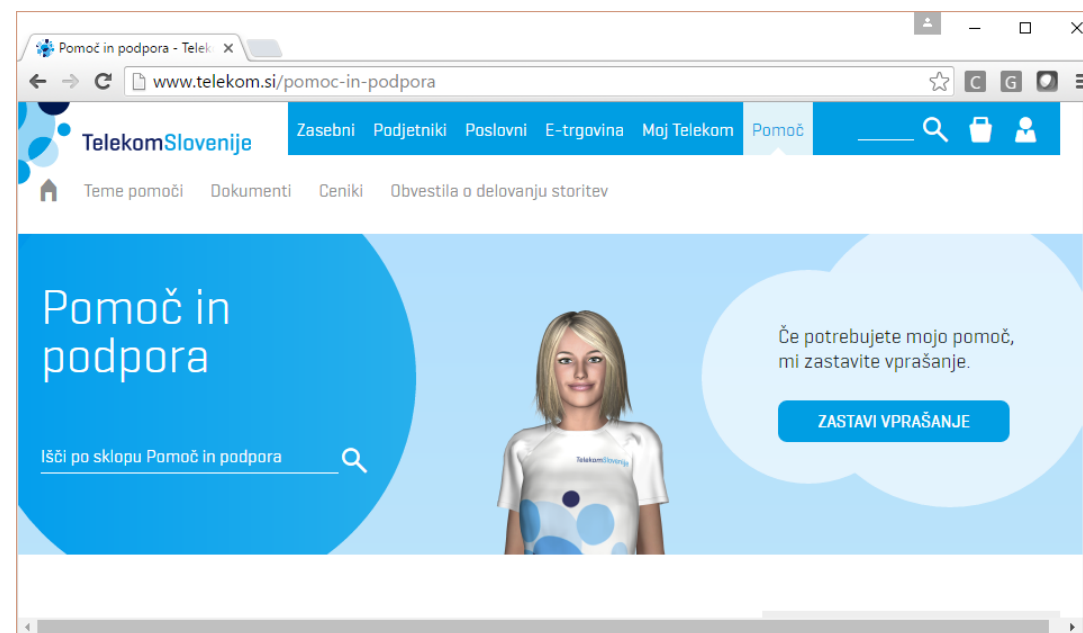 Pomoč in podpora - Telek
www.telekom.si/pomoc-in-podpora
C G
TelekomSlovenije
Zasebni Podjetniki Poslovni E-trgovina Moj Telekom Pomoč
Teme pomoči Dokumenti Ceniki Obvestila o delovanju storitev
Pomoč in
podpora
Išči po sklopu Pomoč in podpora
TelekomSlovenije
Če potrebujete mojo pomoč,
mi zastavite vprašanje.
ZASTAVI VPRAŠANJE